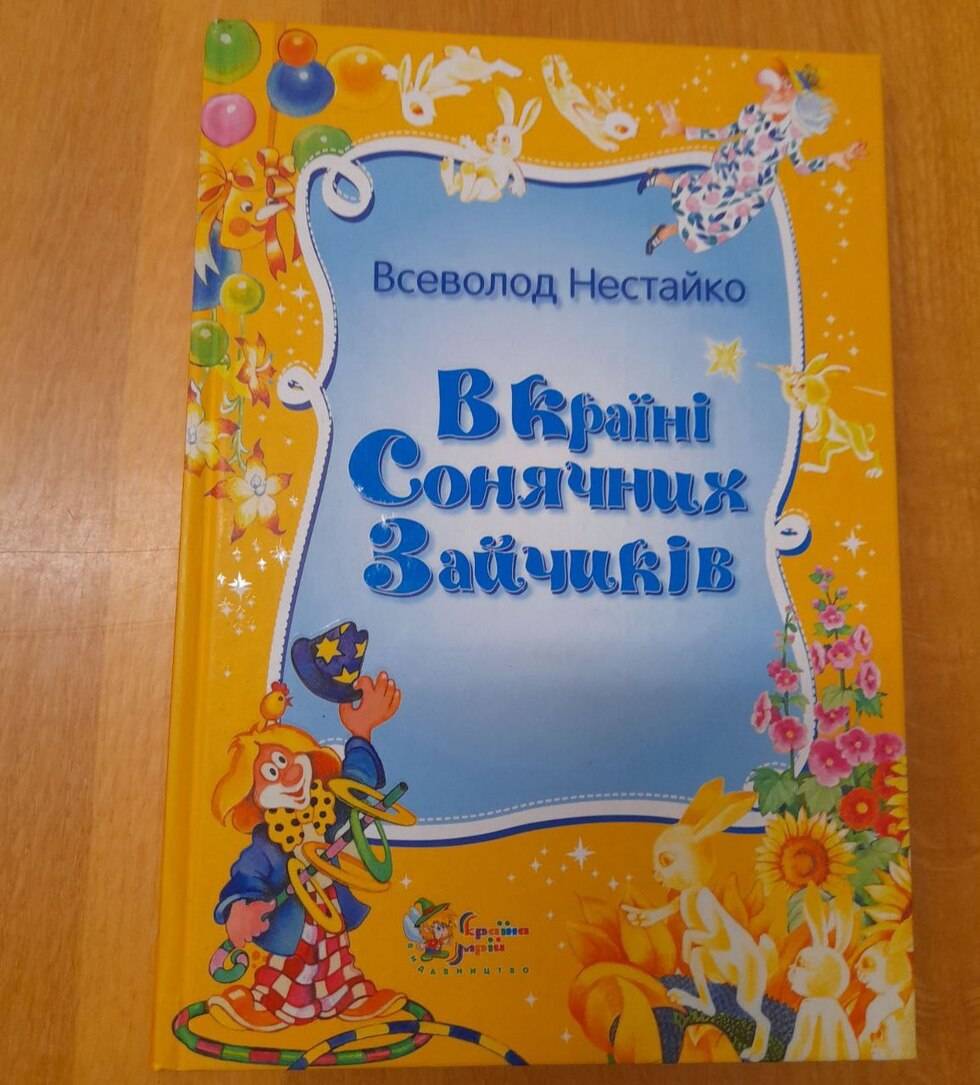 Всеволод Нестайко
В Країні
Сонячних
Зайчиків
Країна
Мрій
видавництво